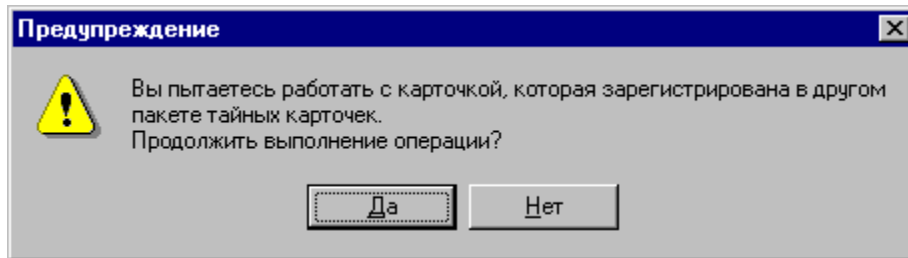 Предупреждение
Вы пытаетесь работать с карточкой, которая зарегистрирована в другом
пакете тайных карточек.
Продолжить выполнение операции?
Да
Нет